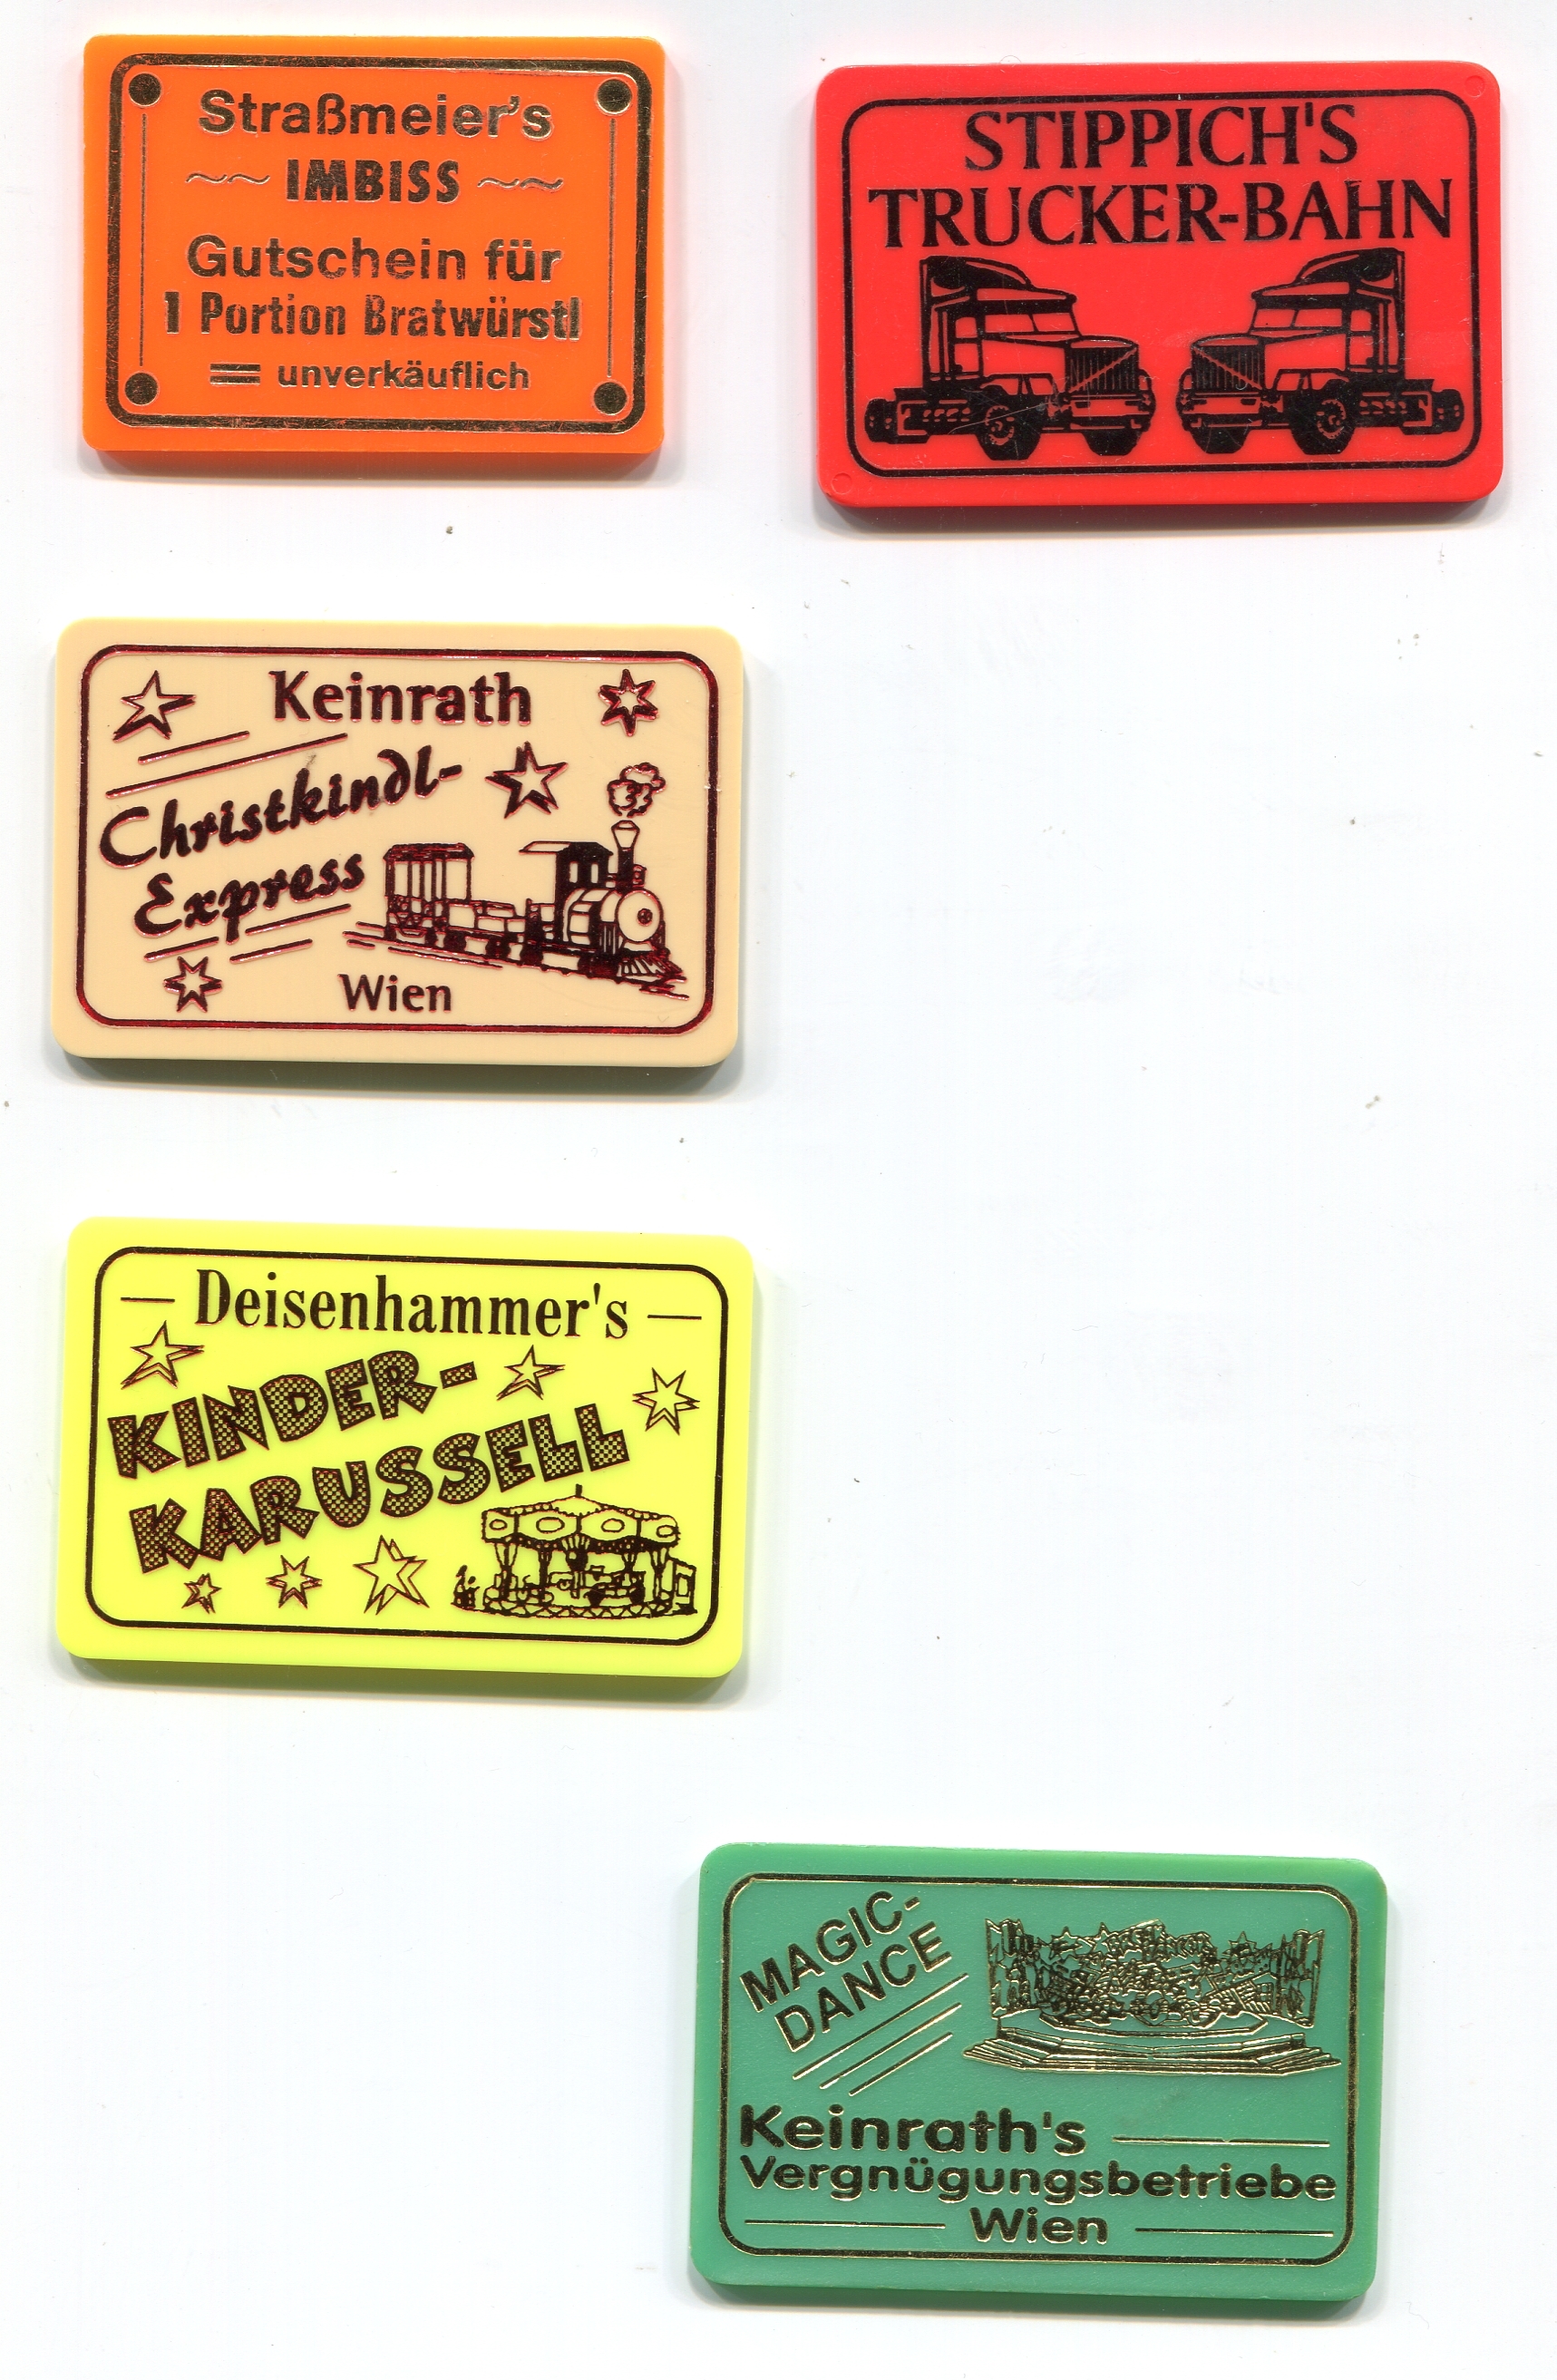 Straßmeier's
IMBISS
Gutschein für
1 Portion Bratwürstl
unverkäuflich
STIPPICH'S
TRUCKER-BAHN
Keinrath
Christkindl-
Express
Wien
Deisenhammer's
KINDER-
KARUSSELL
MAGIC-
DANCE
Keinrath's
Vergnügungsbetriebe
Wien